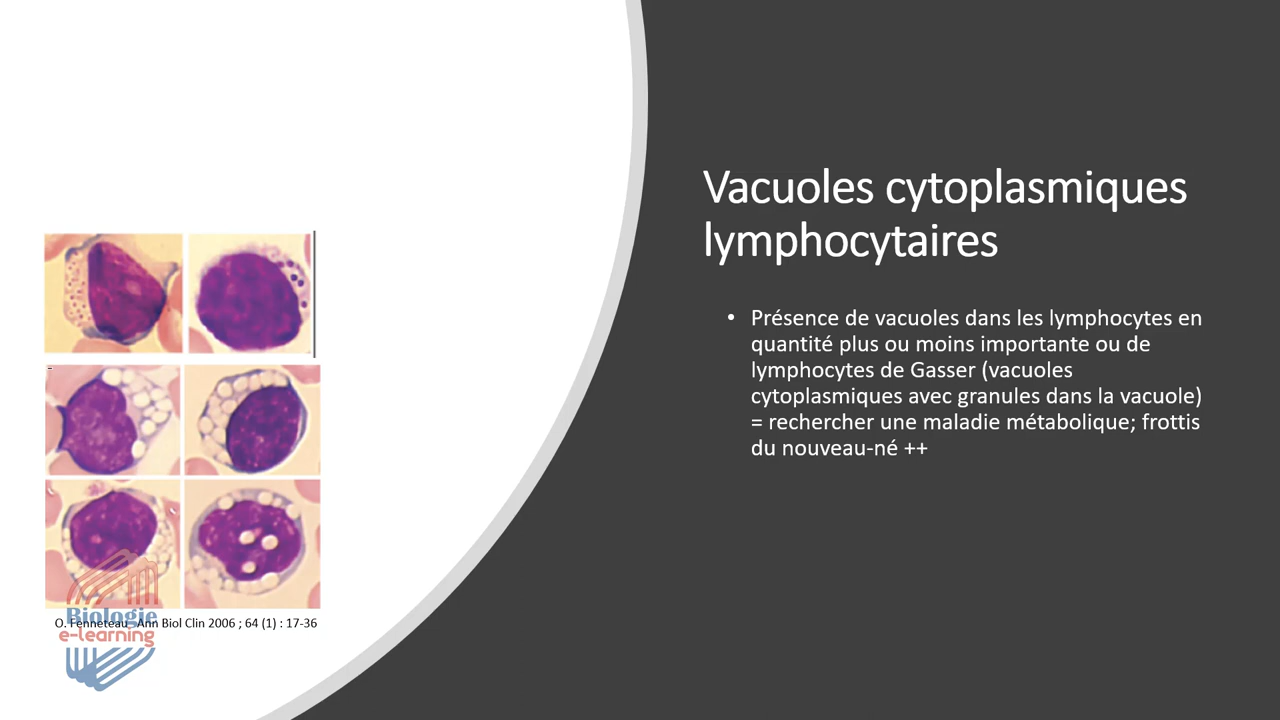 Vacuoles cytoplasmiques
lymphocytaires
• Présence de vacuoles dans les lymphocytes en
quantité plus ou moins importante ou de
lymphocytes de Gasser (vacuoles
cytoplasmiques avec granules dans la vacuole)
= rechercher une maladie métabolique; frottis
du nouveau-né ++
O. Fenneteau Ann Biol Clin 2006 ; 64 (1) : 17-36
Biologie
e-learning